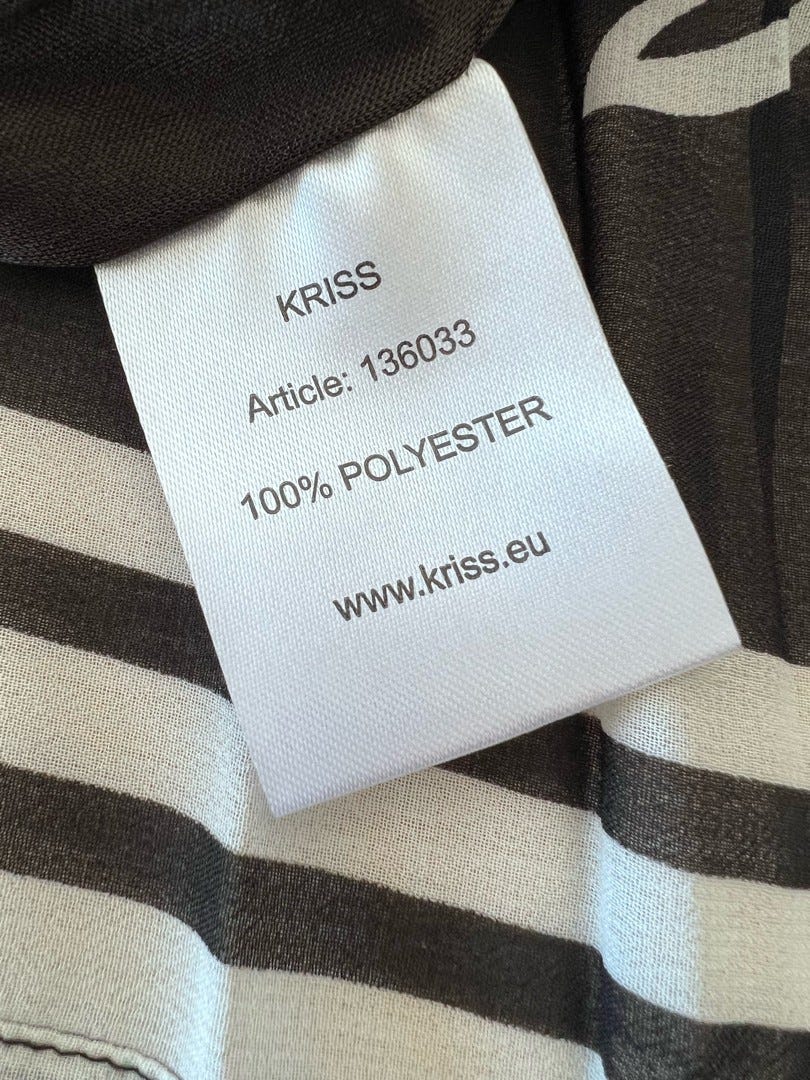 KRISS
Article: 136033
100% POLYESTER
www.kriss.eu